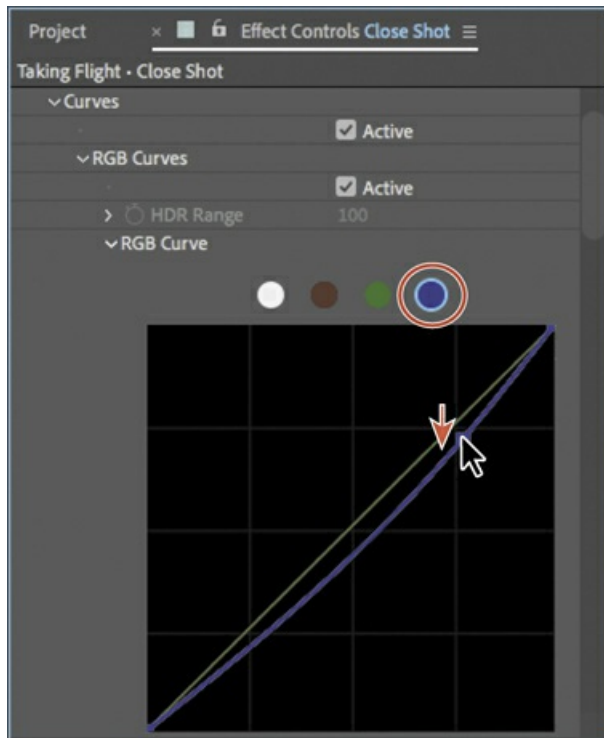 Project × Effect Controls Close Shot
Taking Flight • Close Shot
Curves
Active
RGB Curves
Active
HDR Range 100
RGB Curve